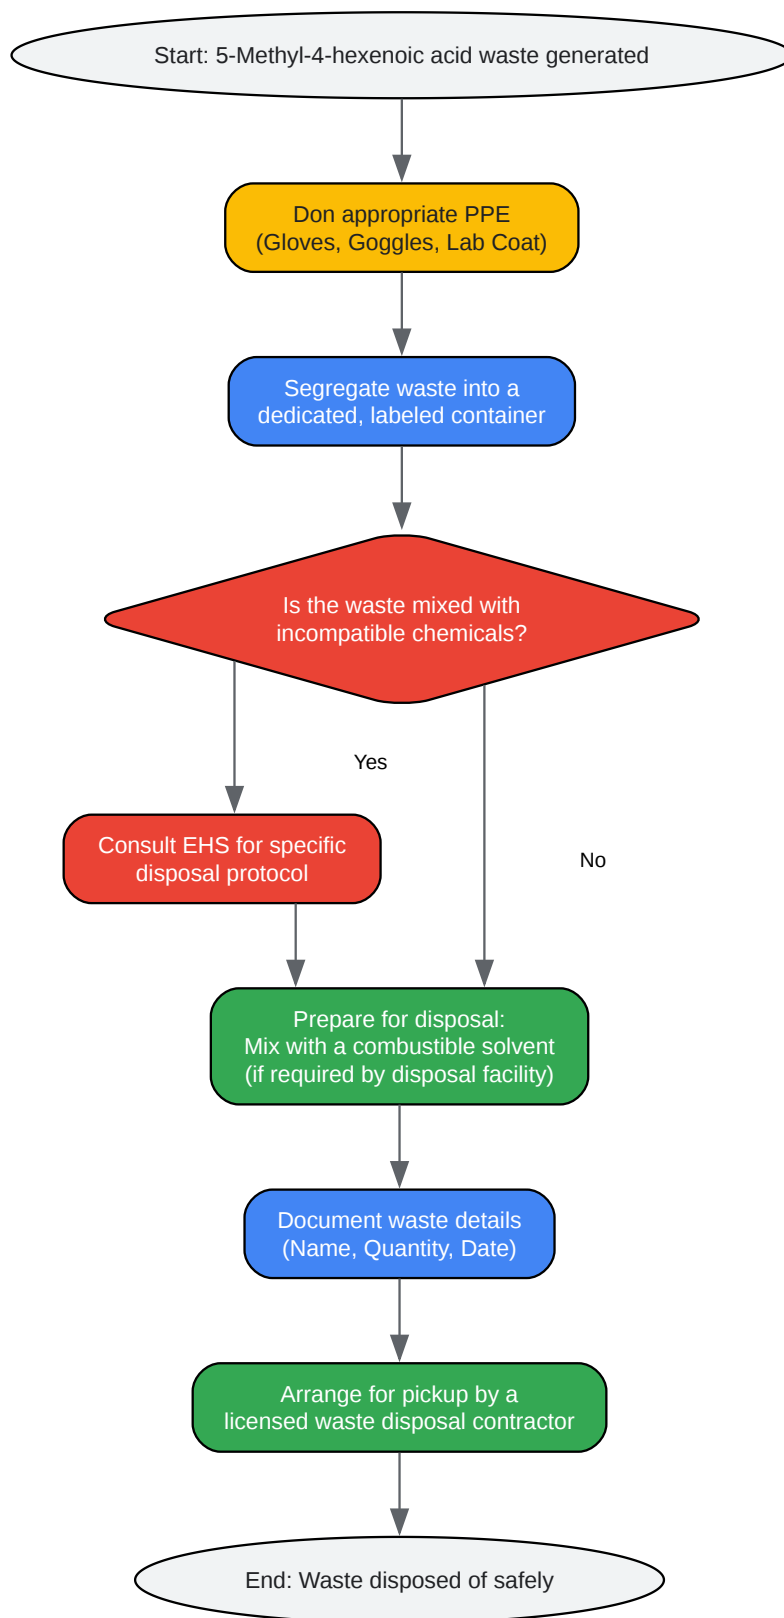 Start: 5-Methyl-4-hexenoic acid waste generated
Don appropriate PPE
(Gloves, Goggles, Lab Coat)
Segregate waste into a
dedicated, labeled container
Is the waste mixed with
incompatible chemicals?
Yes
Consult EHS for specific
disposal protocol
No
Prepare for disposal:
Mix with a combustible solvent
(if required by disposal facility)
Document waste details
(Name, Quantity, Date)
Arrange for pickup by a
licensed waste disposal contractor
End: Waste disposed of safely